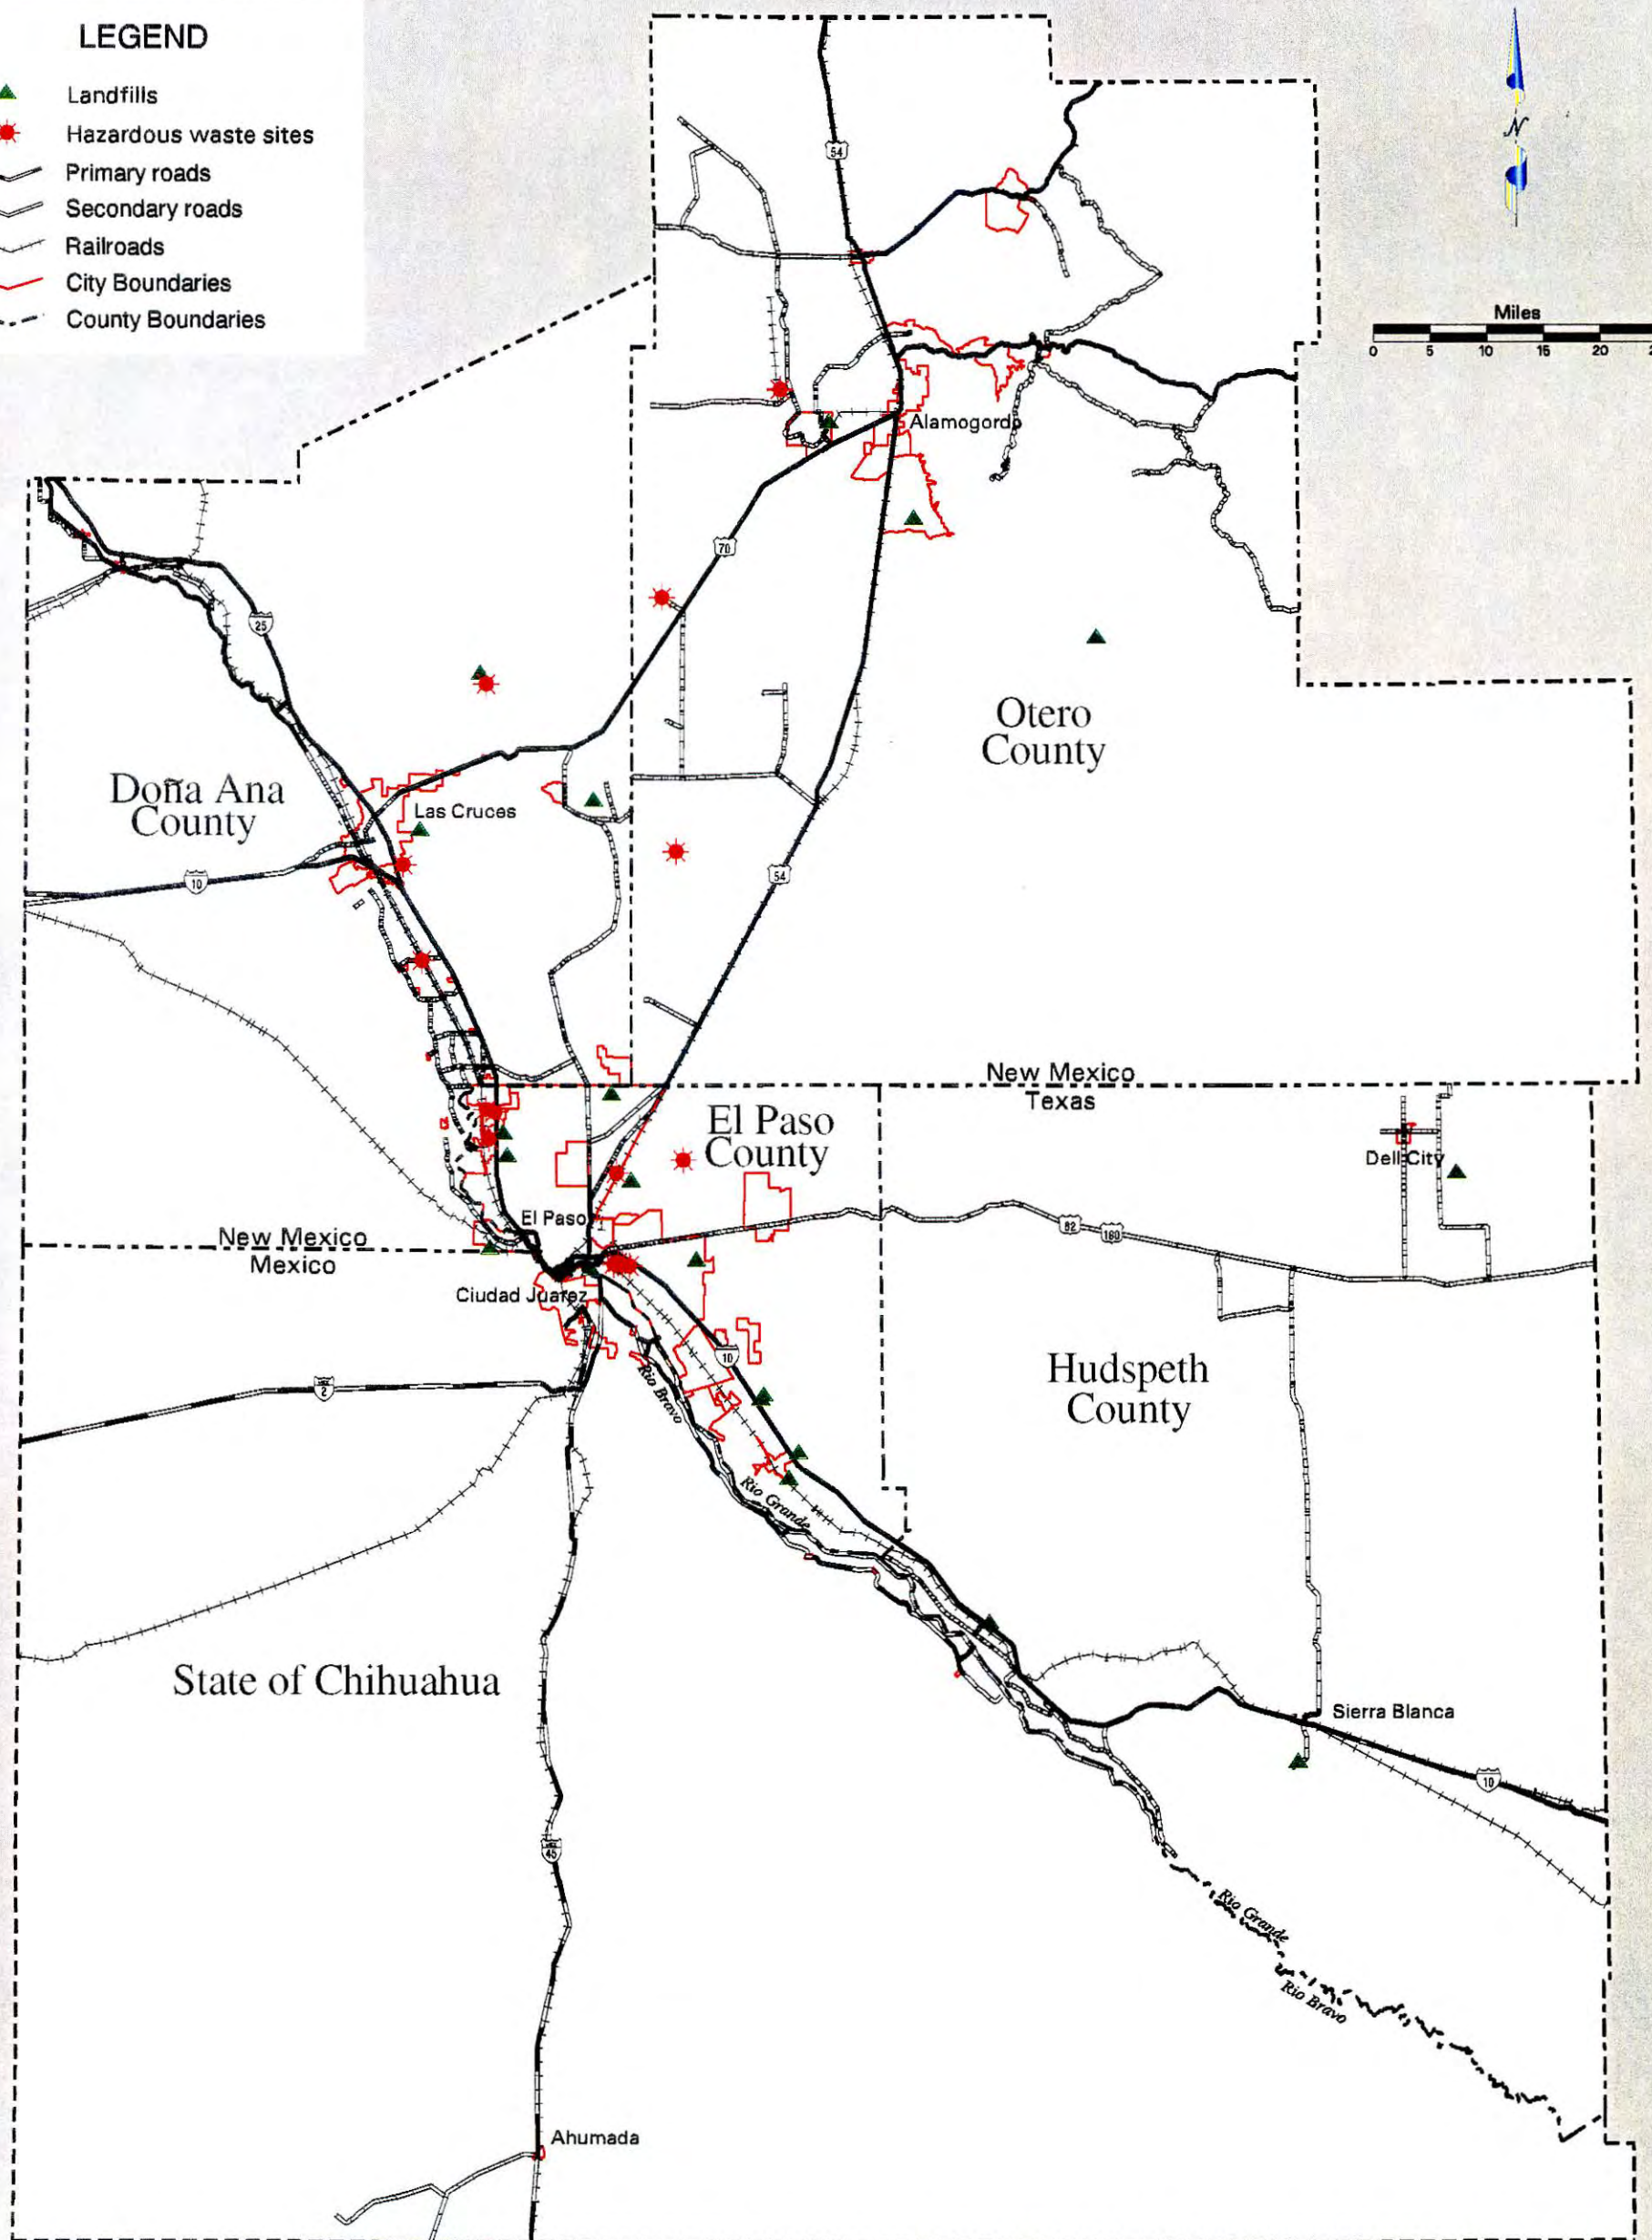 LEGEND
Landfills
Hazardous waste sites
Primary roads
Secondary roads
Railroads
City Boundaries
County Boundaries
N
Miles
0 5 10 15 20
54
Alamogordo
70
25
Otero
County
Doña Ana
County
Las Cruces
10
54
New Mexico
Texas
El Paso
County
Dell City
El Paso
New Mexico
Mexico
62
180
Ciudad Juarez
10
2
Rio Bravo
Hudspeth
County
Rio Grande
State of Chihuahua
Sierra Blanca
10
45
Rio Grande
Rio Bravo
Ahumada